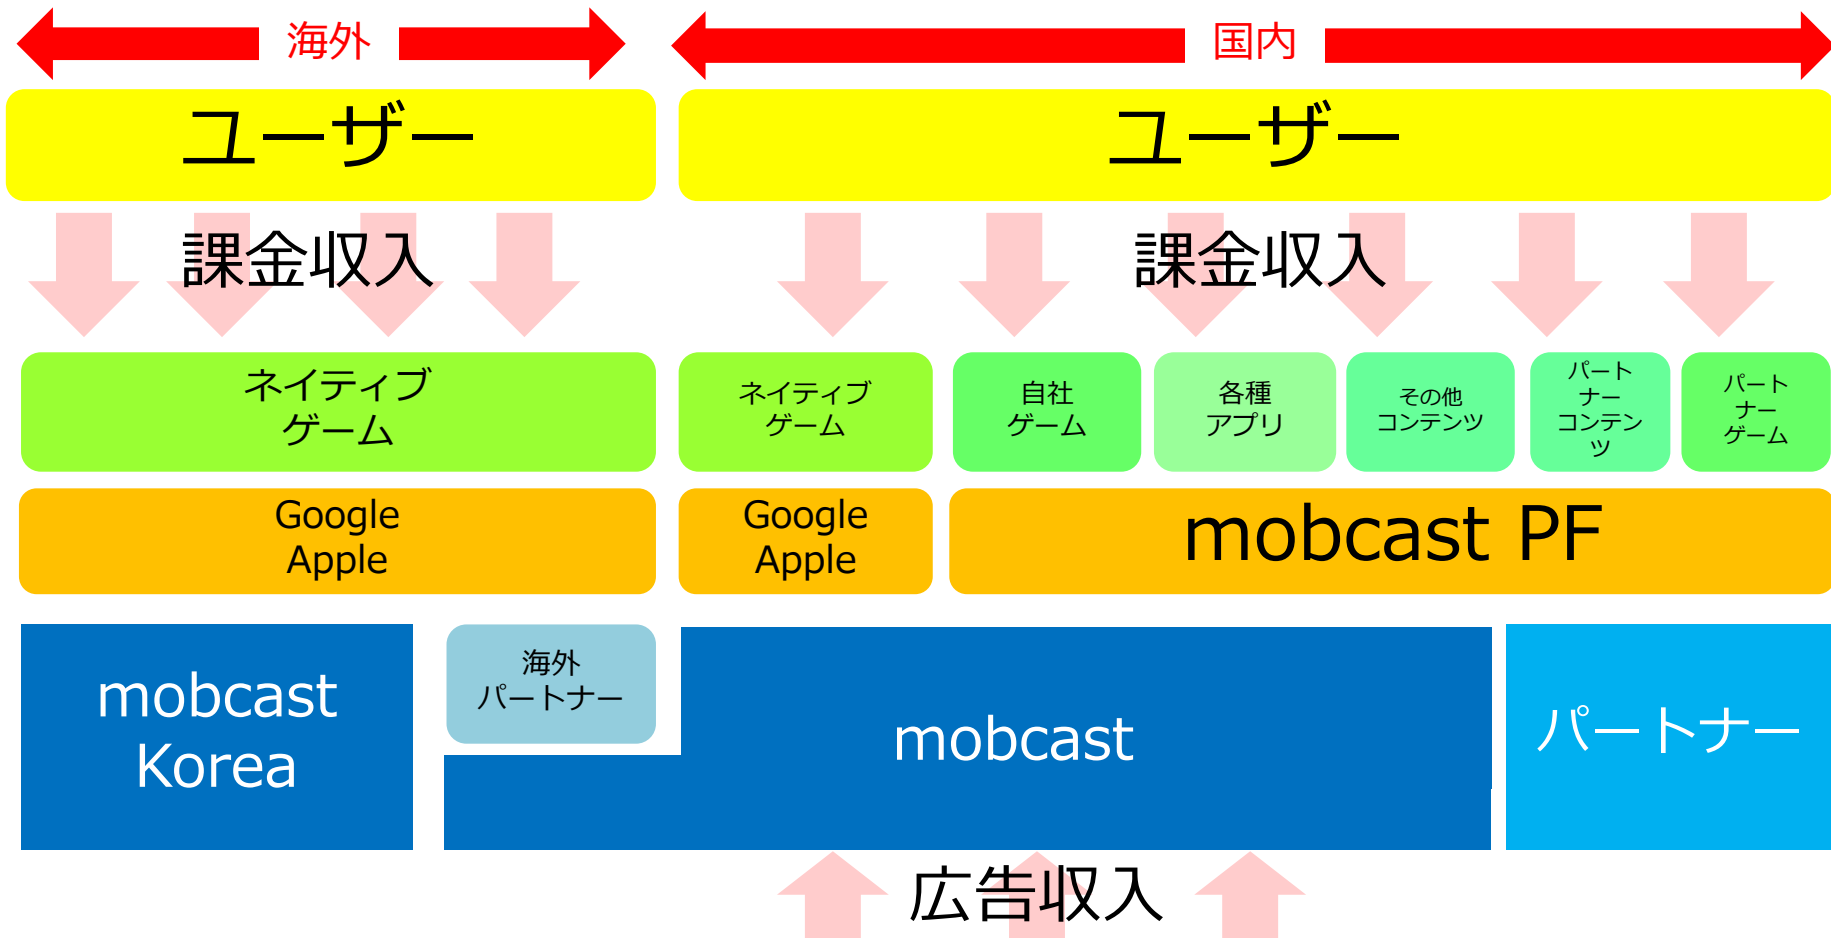 海外
国内
ユーザー
ユーザー
課金収入
課金収入
ネイティブ
ゲーム
ネイティブ
ゲーム
自社
ゲーム
各種
アプリ
その他
コンテンツ
パート
ナー
コンテン
ツ
パート
ナー
ゲーム
Google
Apple
Google
Apple
mobcast PF
mobcast
Korea
海外
パートナー
mobcast
パートナー
広告収入